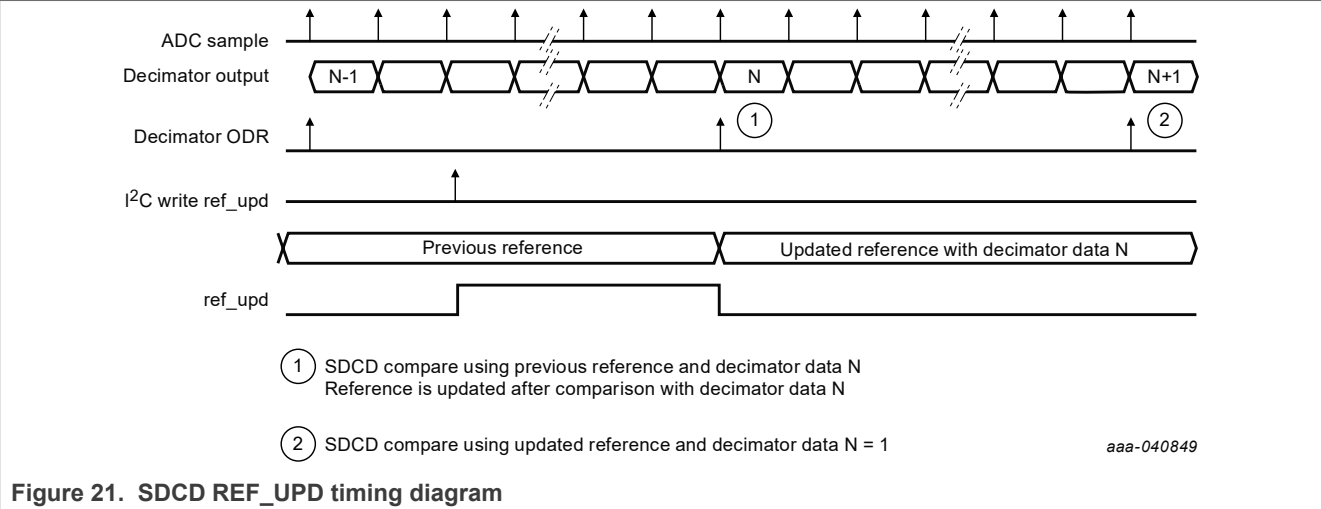 ADC sample
Decimator output
N-1
N
N+1
1
2
Decimator ODR
I2C write ref_upd
Previous reference
Updated reference with decimator data N
ref_upd
1 SDCD compare using previous reference and decimator data N
Reference is updated after comparison with decimator data N
2 SDCD compare using updated reference and decimator data N = 1
aaa-040849
Figure 21. SDCD REF_UPD timing diagram